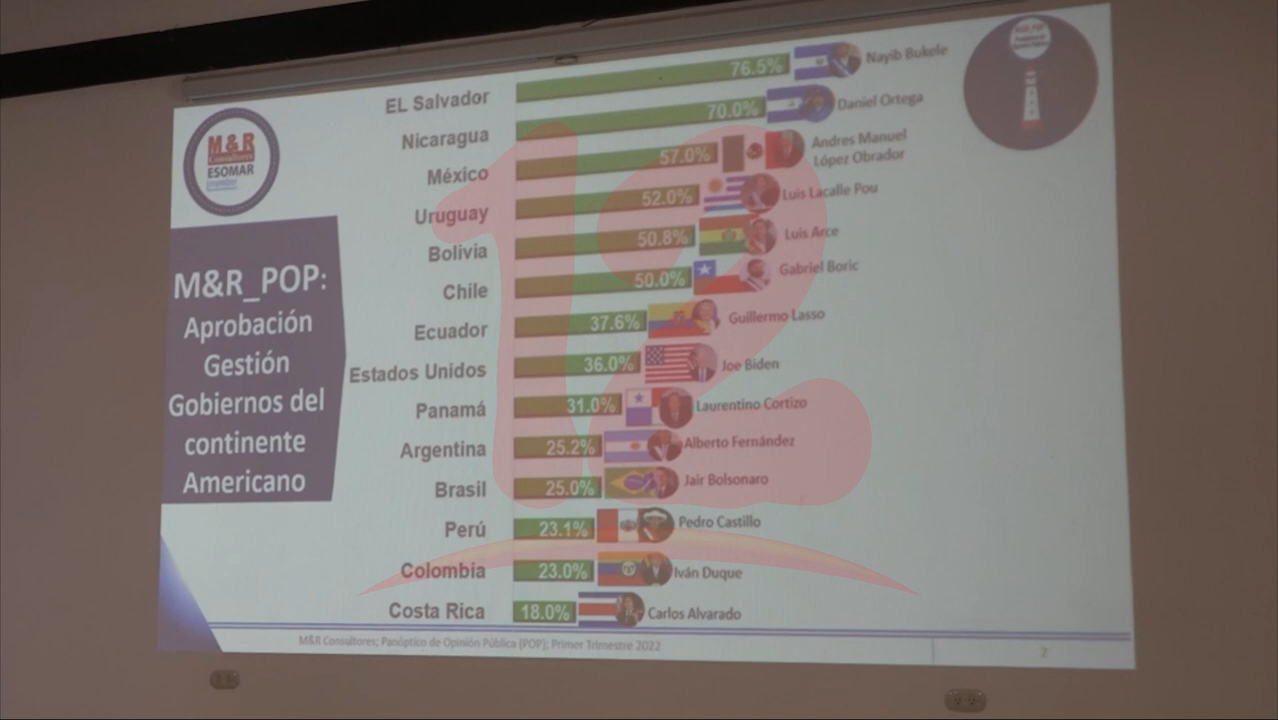 M&R
Consultores
ESOMAR
member
M&R_POP:
Aprobación
Gestión
Gobiernos del
continente
Americano
EL Salvador 76.5% Nayib Bukele
Nicaragua 70.0% Daniel Ortega
México 57.0% Andres Manuel
López Obrador
Uruguay 52.0% Luis Lacalle Pou
Bolivia 50.8% Luis Arce
Chile 50.0% Gabriel Boric
Ecuador 37.6% Guillermo Lasso
Estados Unidos 36.0% Joe Biden
Panamá 31.0% Laurentino Cortizo
Argentina 25.2% Alberto Fernández
Brasil 25.0% Jair Bolsonaro
Perú 23.1% Pedro Castillo
Colombia 23.0% Iván Duque
Costa Rica 18.0% Carlos Alvarado
M&R Consultores; Panóptico de Opinión Pública (POP); Primer Trimestre 2022
2
12